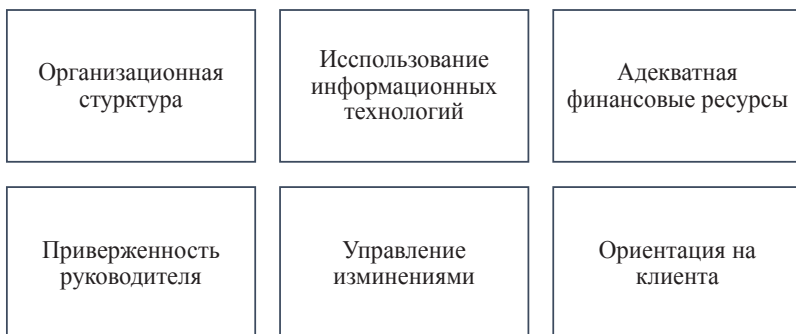 Организационная
стурктура
Исспользование
информационных
технологий
Адекватная
финансовые ресурсы
Приверженность
руководителя
Управление
изминениями
Ориентация на
клиента